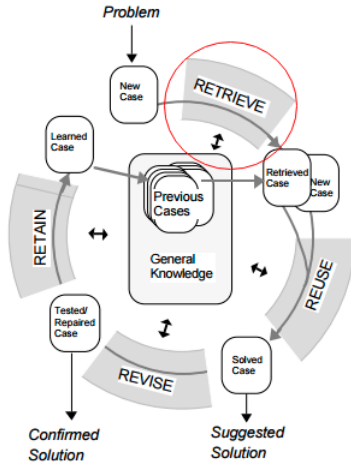 Problem
New
Case
RETRIEVE
Learned
Case
Retrieved
Case
New
Case
Previous
Cases
General
Knowledge
RETAIN
REUSE
Tested/
Repaired
Case
REVISE
Solved
Case
Confirmed
Solution
Suggested
Solution